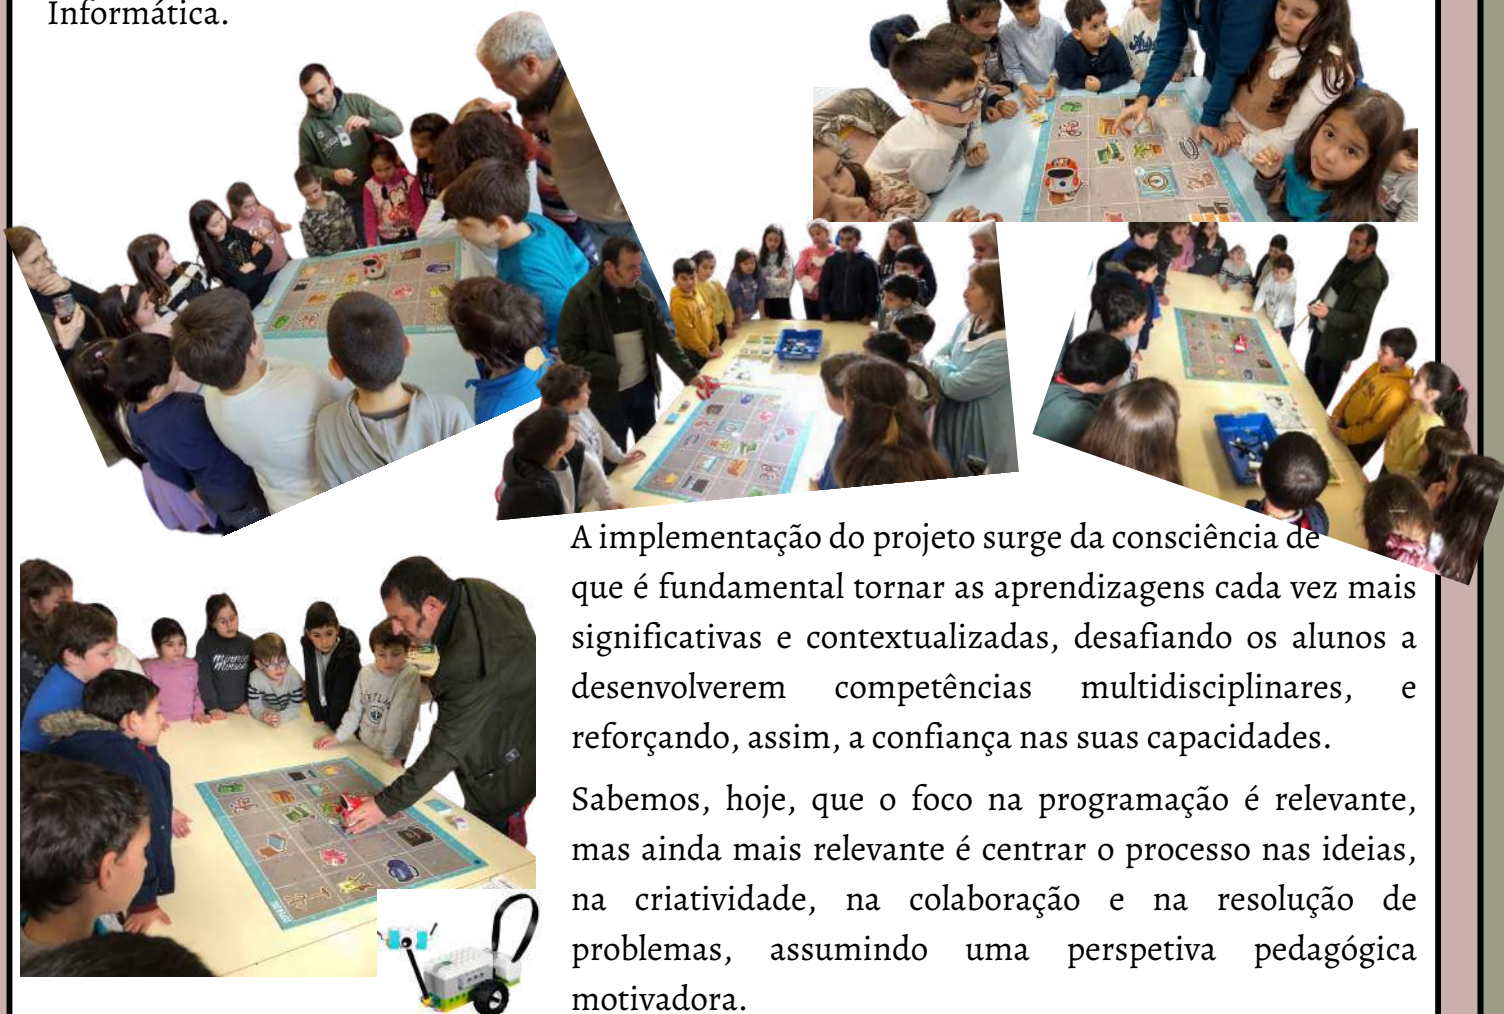 Informática.
A implementação do projeto surge da consciência de
que é fundamental tornar as aprendizagens cada vez mais
significativas e contextualizadas, desafiando os alunos a
desenvolverem competências multidisciplinares, e
reforçando, assim, a confiança nas suas capacidades.
Sabemos, hoje, que o foco na programação é relevante,
mas ainda mais relevante é centrar o processo nas ideias,
na criatividade, na colaboração e na resolução de
problemas, assumindo uma perspetiva pedagógica
motivadora.